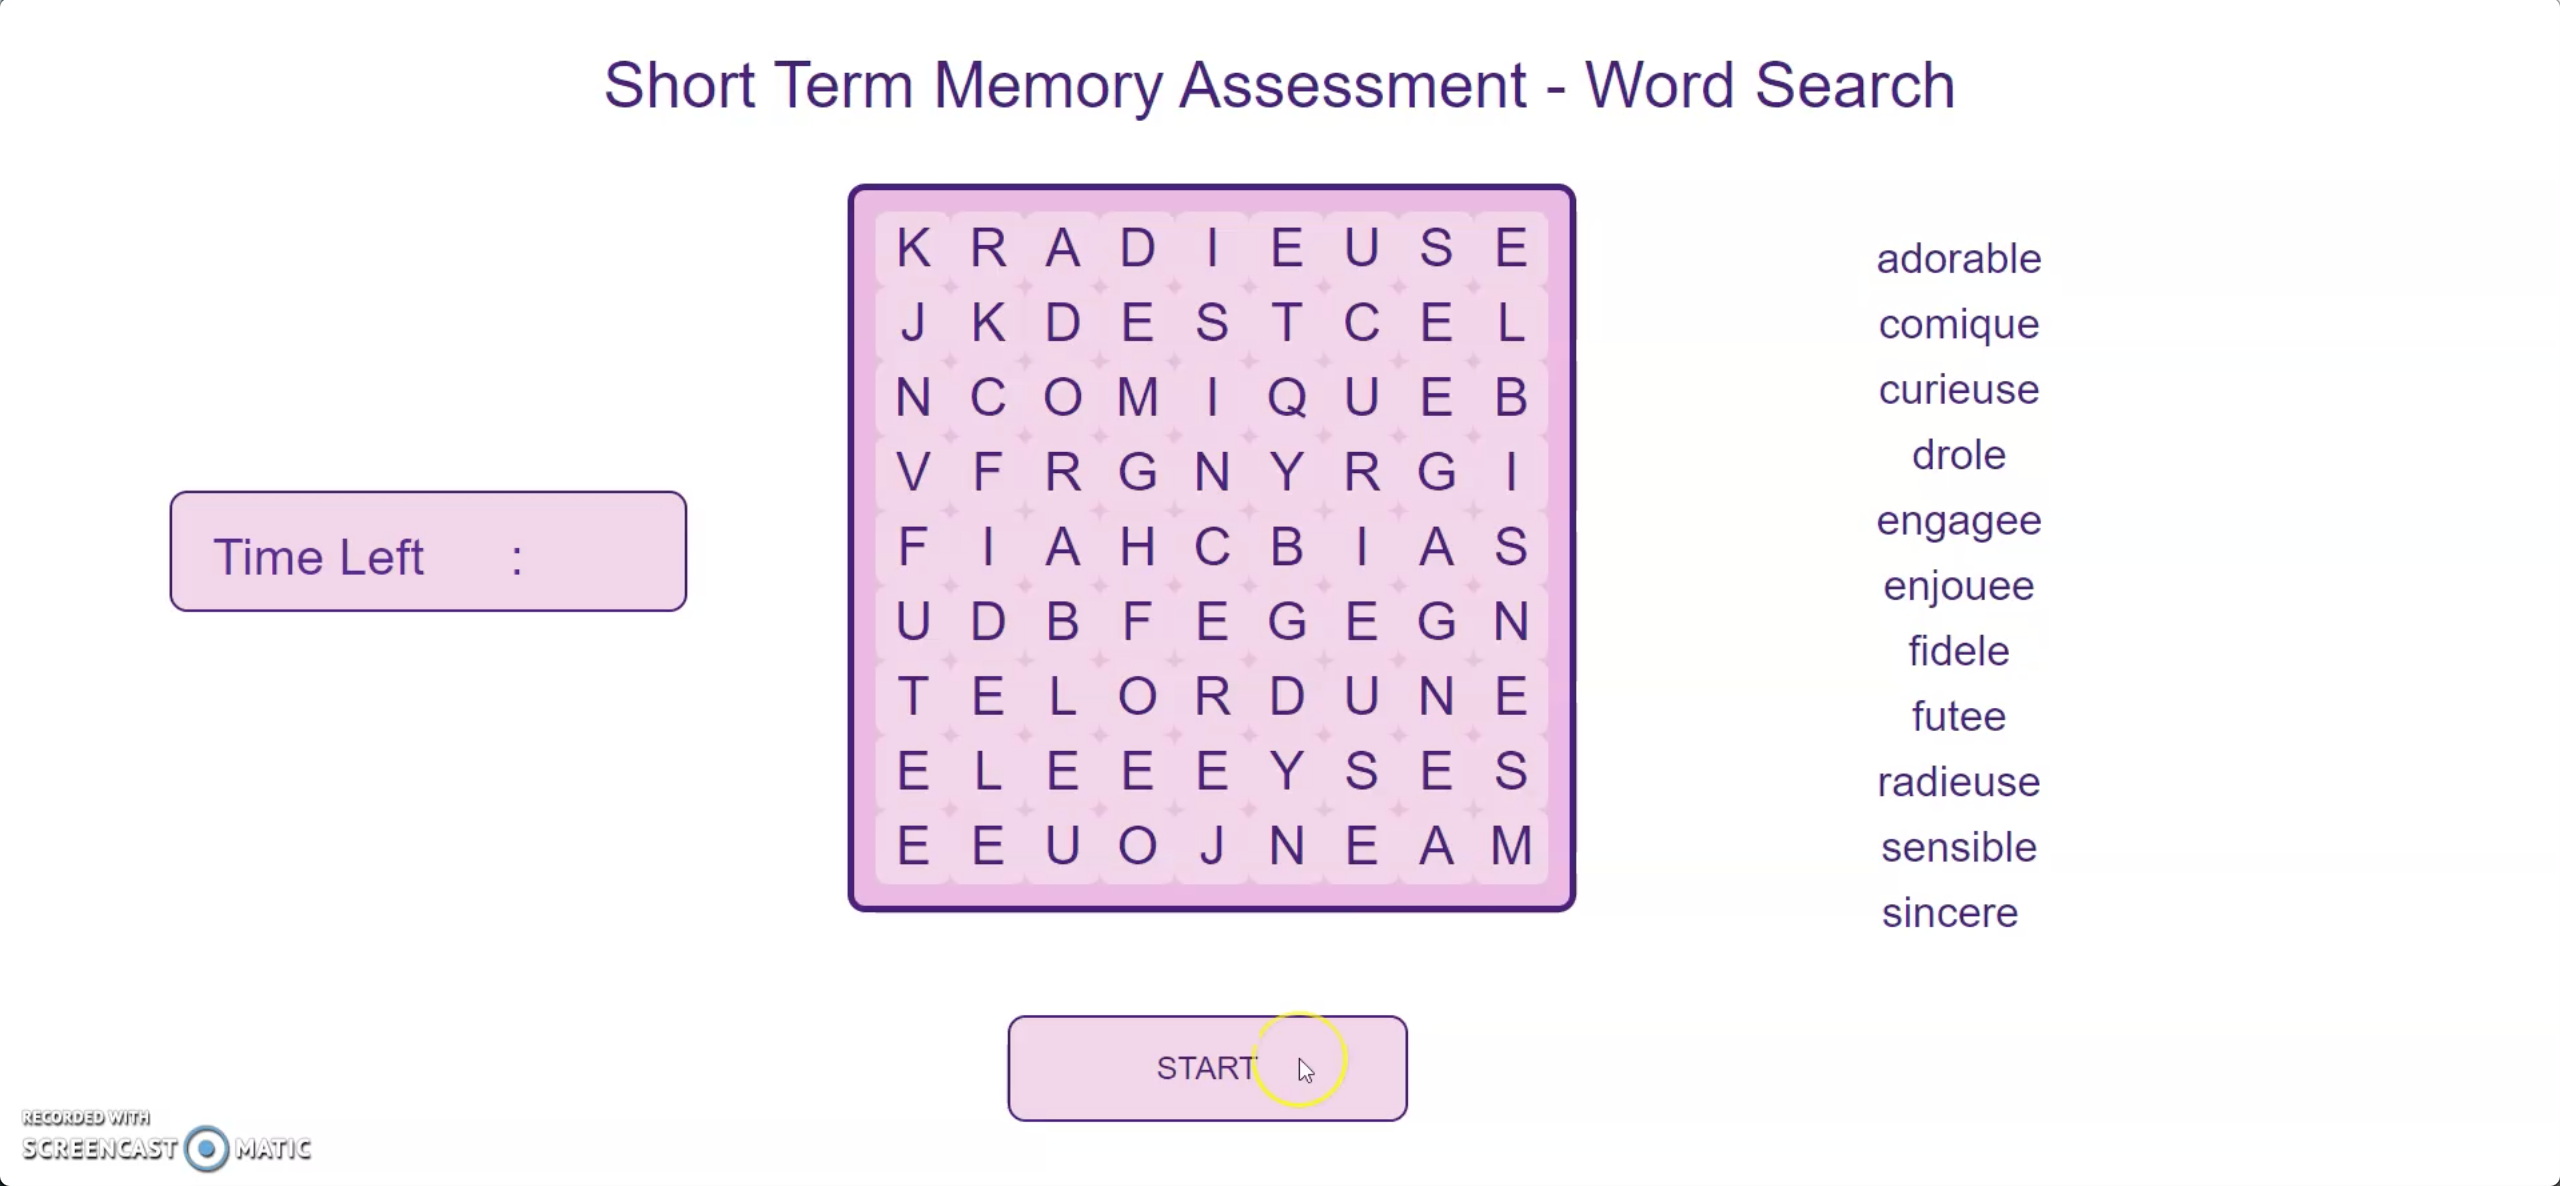 Short Term Memory Assessment - Word Search
K R A D I E U S E
J K D E S T C E L
N C O M I Q U E B
V F R G N Y R G I
F I A H C B I A S
U D B F E G E G N
T E L O R D U N E
E L E E E Y S E S
E E U O J N E A M
Time Left :
adorable
comique
curieuse
drole
engagee
enjouee
fidele
futee
radieuse
sensible
sincere
START
RECORDED WITH
SCREENCAST MATIC